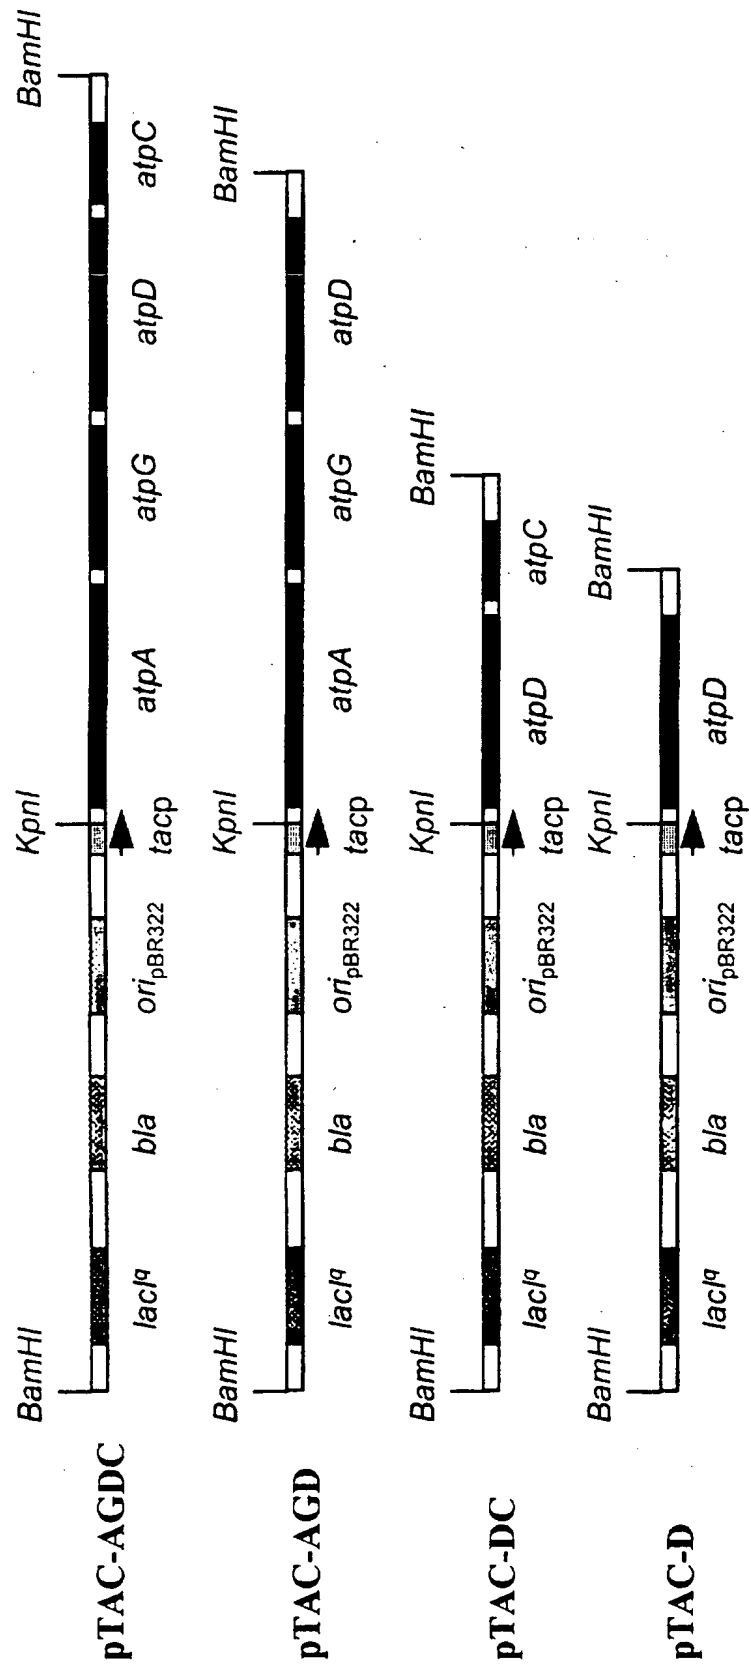 BamHI KpnI BamHI
pTAC-AGDC
lacIq bla oripBR322 tacp atpA atpG atpD atpC
BamHI KpnI BamHI
pTAC-AGD
lacIq bla oripBR322 tacp atpA atpG atpD
BamHI KpnI BamHI
pTAC-DC
lacIq bla oripBR322 tacp atpD atpC
BamHI KpnI BamHI
pTAC-D
lacIq bla oripBR322 tacp atpD